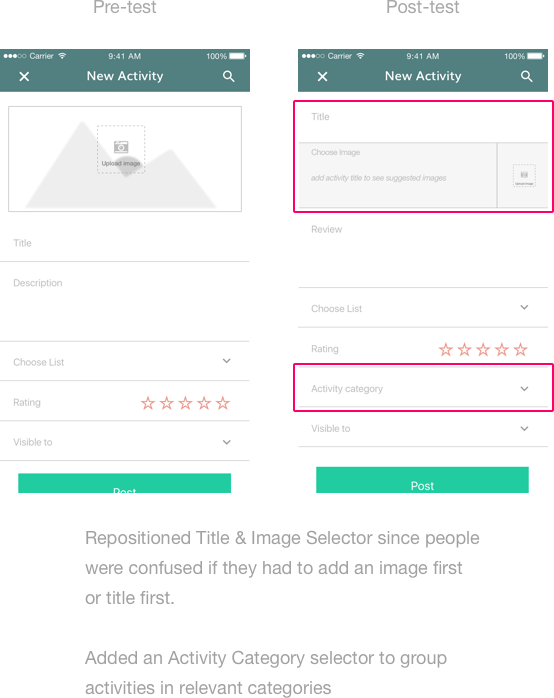 Pre-test
Post-test
Carrier 9:41 AM 100%
New Activity
Upload image
Title
Description
Choose List
Rating
Visible to
Post
Carrier 9:41 AM 100%
New Activity
Title
Choose Image
add activity title to see suggested images
Upload image
Review
Choose List
Rating
Activity category
Visible to
Post
Repositioned Title & Image Selector since people
were confused if they had to add an image first
or title first.
Added an Activity Category selector to group
activities in relevant categories